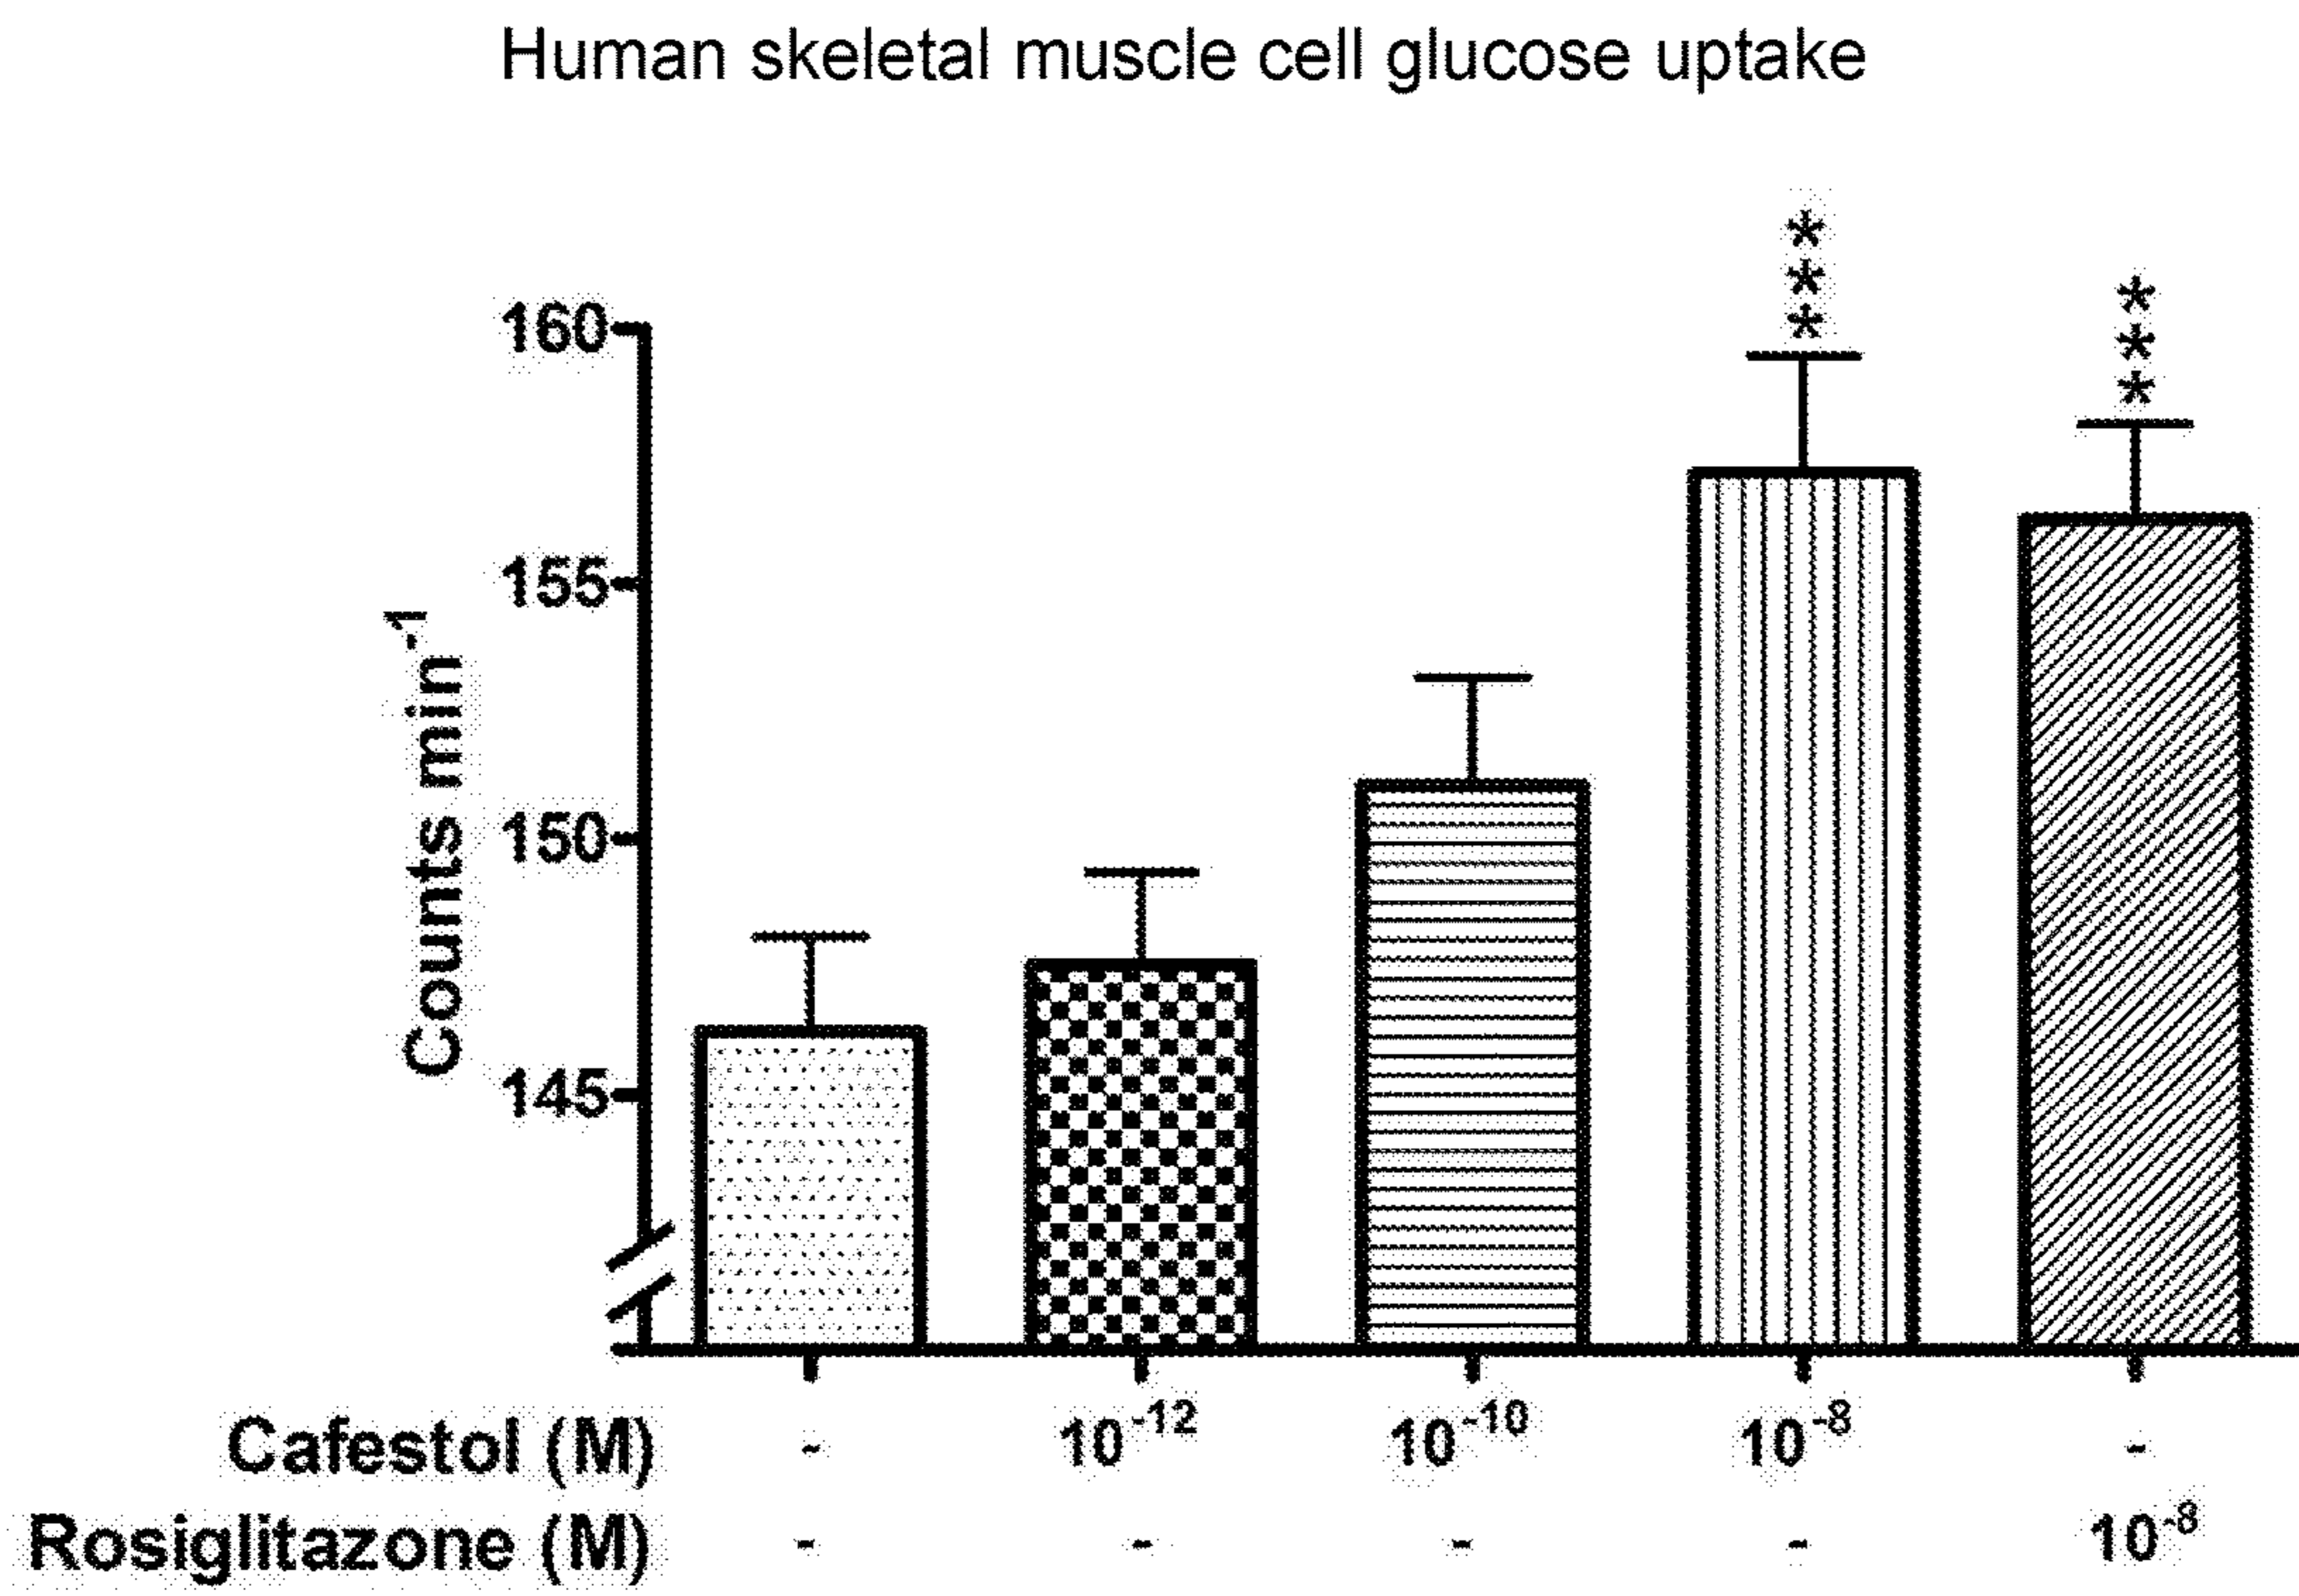 Human skeletal muscle cell glucose uptake
***
***
160
155
150
145
Counts min⁻¹
Cafestol (M) - 10⁻¹² 10⁻¹⁰ 10⁻⁸ -
Rosiglitazone (M) - - - - 10⁻⁸